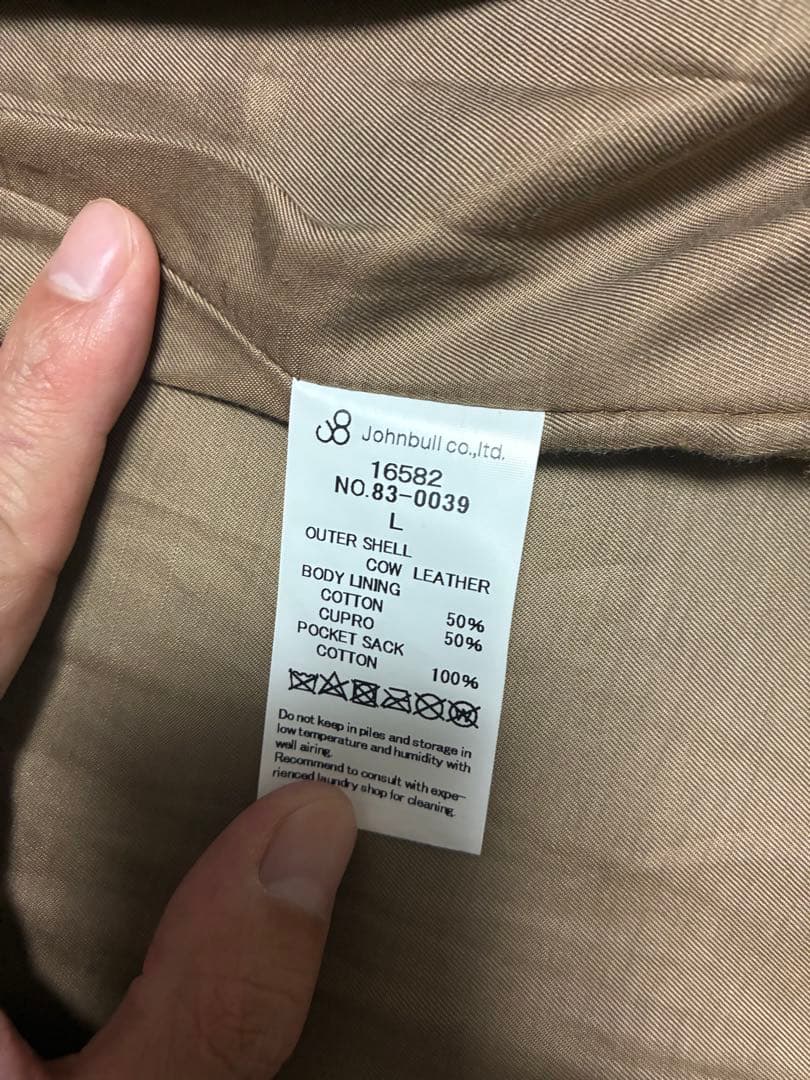 Johnbull co.,ltd.
16582
NO.83-0039
L
OUTER SHELL
COW LEATHER
BODY LINING
COTTON 50%
CUPRO 50%
POCKET SACK
COTTON 100%
Do not keep in piles and storage in
low temperature and humidity with
well airing.
Recommend to consult with expe-
rienced laundry shop for cleaning.